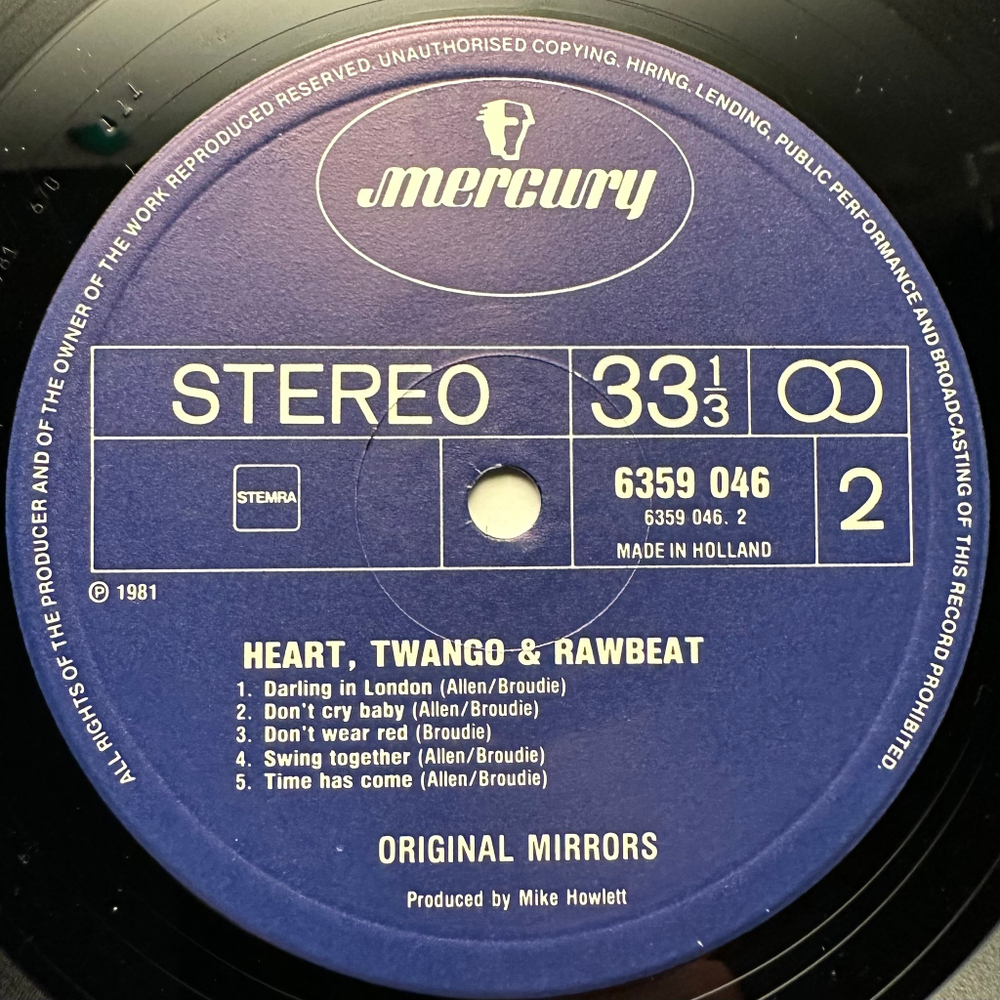 ALL RIGHTS OF THE PRODUCER AND OF THE OWNER OF THE WORK REPRODUCED RESERVED. UNAUTHORISED COPYING, HIRING, LENDING, PUBLIC PERFORMANCE AND BROADCASTING OF THIS RECORD PROHIBITED.
mercury
STEREO
33 1/3
STEMRA
6359 046
6359 046. 2
MADE IN HOLLAND
2
℗ 1981
HEART, TWANGO & RAWBEAT
1. Darling in London (Allen/Broudie)
2. Don't cry baby (Allen/Broudie)
3. Don't wear red (Broudie)
4. Swing together (Allen/Broudie)
5. Time has come (Allen/Broudie)
ORIGINAL MIRRORS
Produced by Mike Howlett